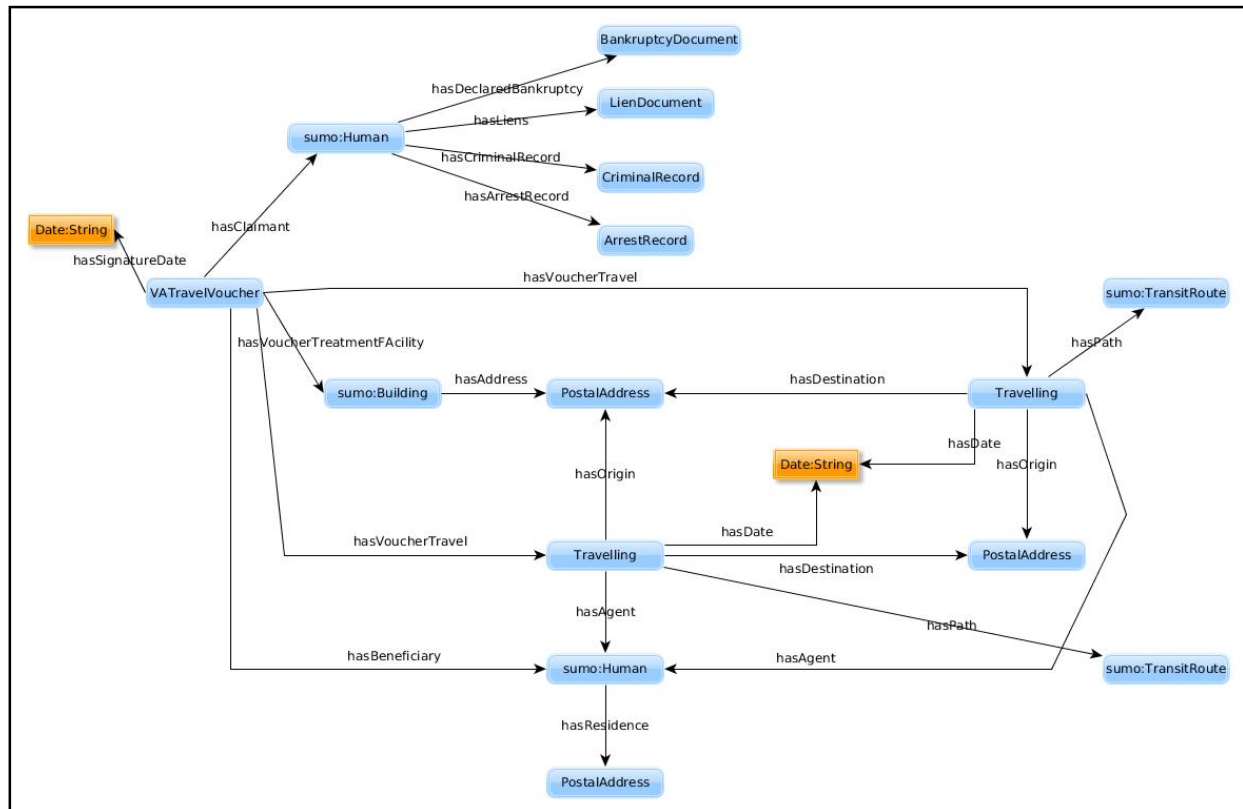 BankruptcyDocument
hasDeclaredBankruptcy
LienDocument
hasLiens
sumo:Human
hasCriminalRecord
CriminalRecord
hasArrestRecord
hasClaimant
Date:String
ArrestRecord
hasSignatureDate
hasVoucherTravel
VATravelVoucher
sumo:TransitRoute
hasVoucherTreatmentFAcility
hasPath
sumo:Building
hasAddress
PostalAddress
hasDestination
Travelling
hasDate
Date:String
hasOrigin
hasOrigin
hasDate
hasVoucherTravel
Travelling
hasDestination
PostalAddress
hasAgent
hasPath
hasBeneficiary
sumo:Human
hasAgent
sumo:TransitRoute
hasResidence
PostalAddress